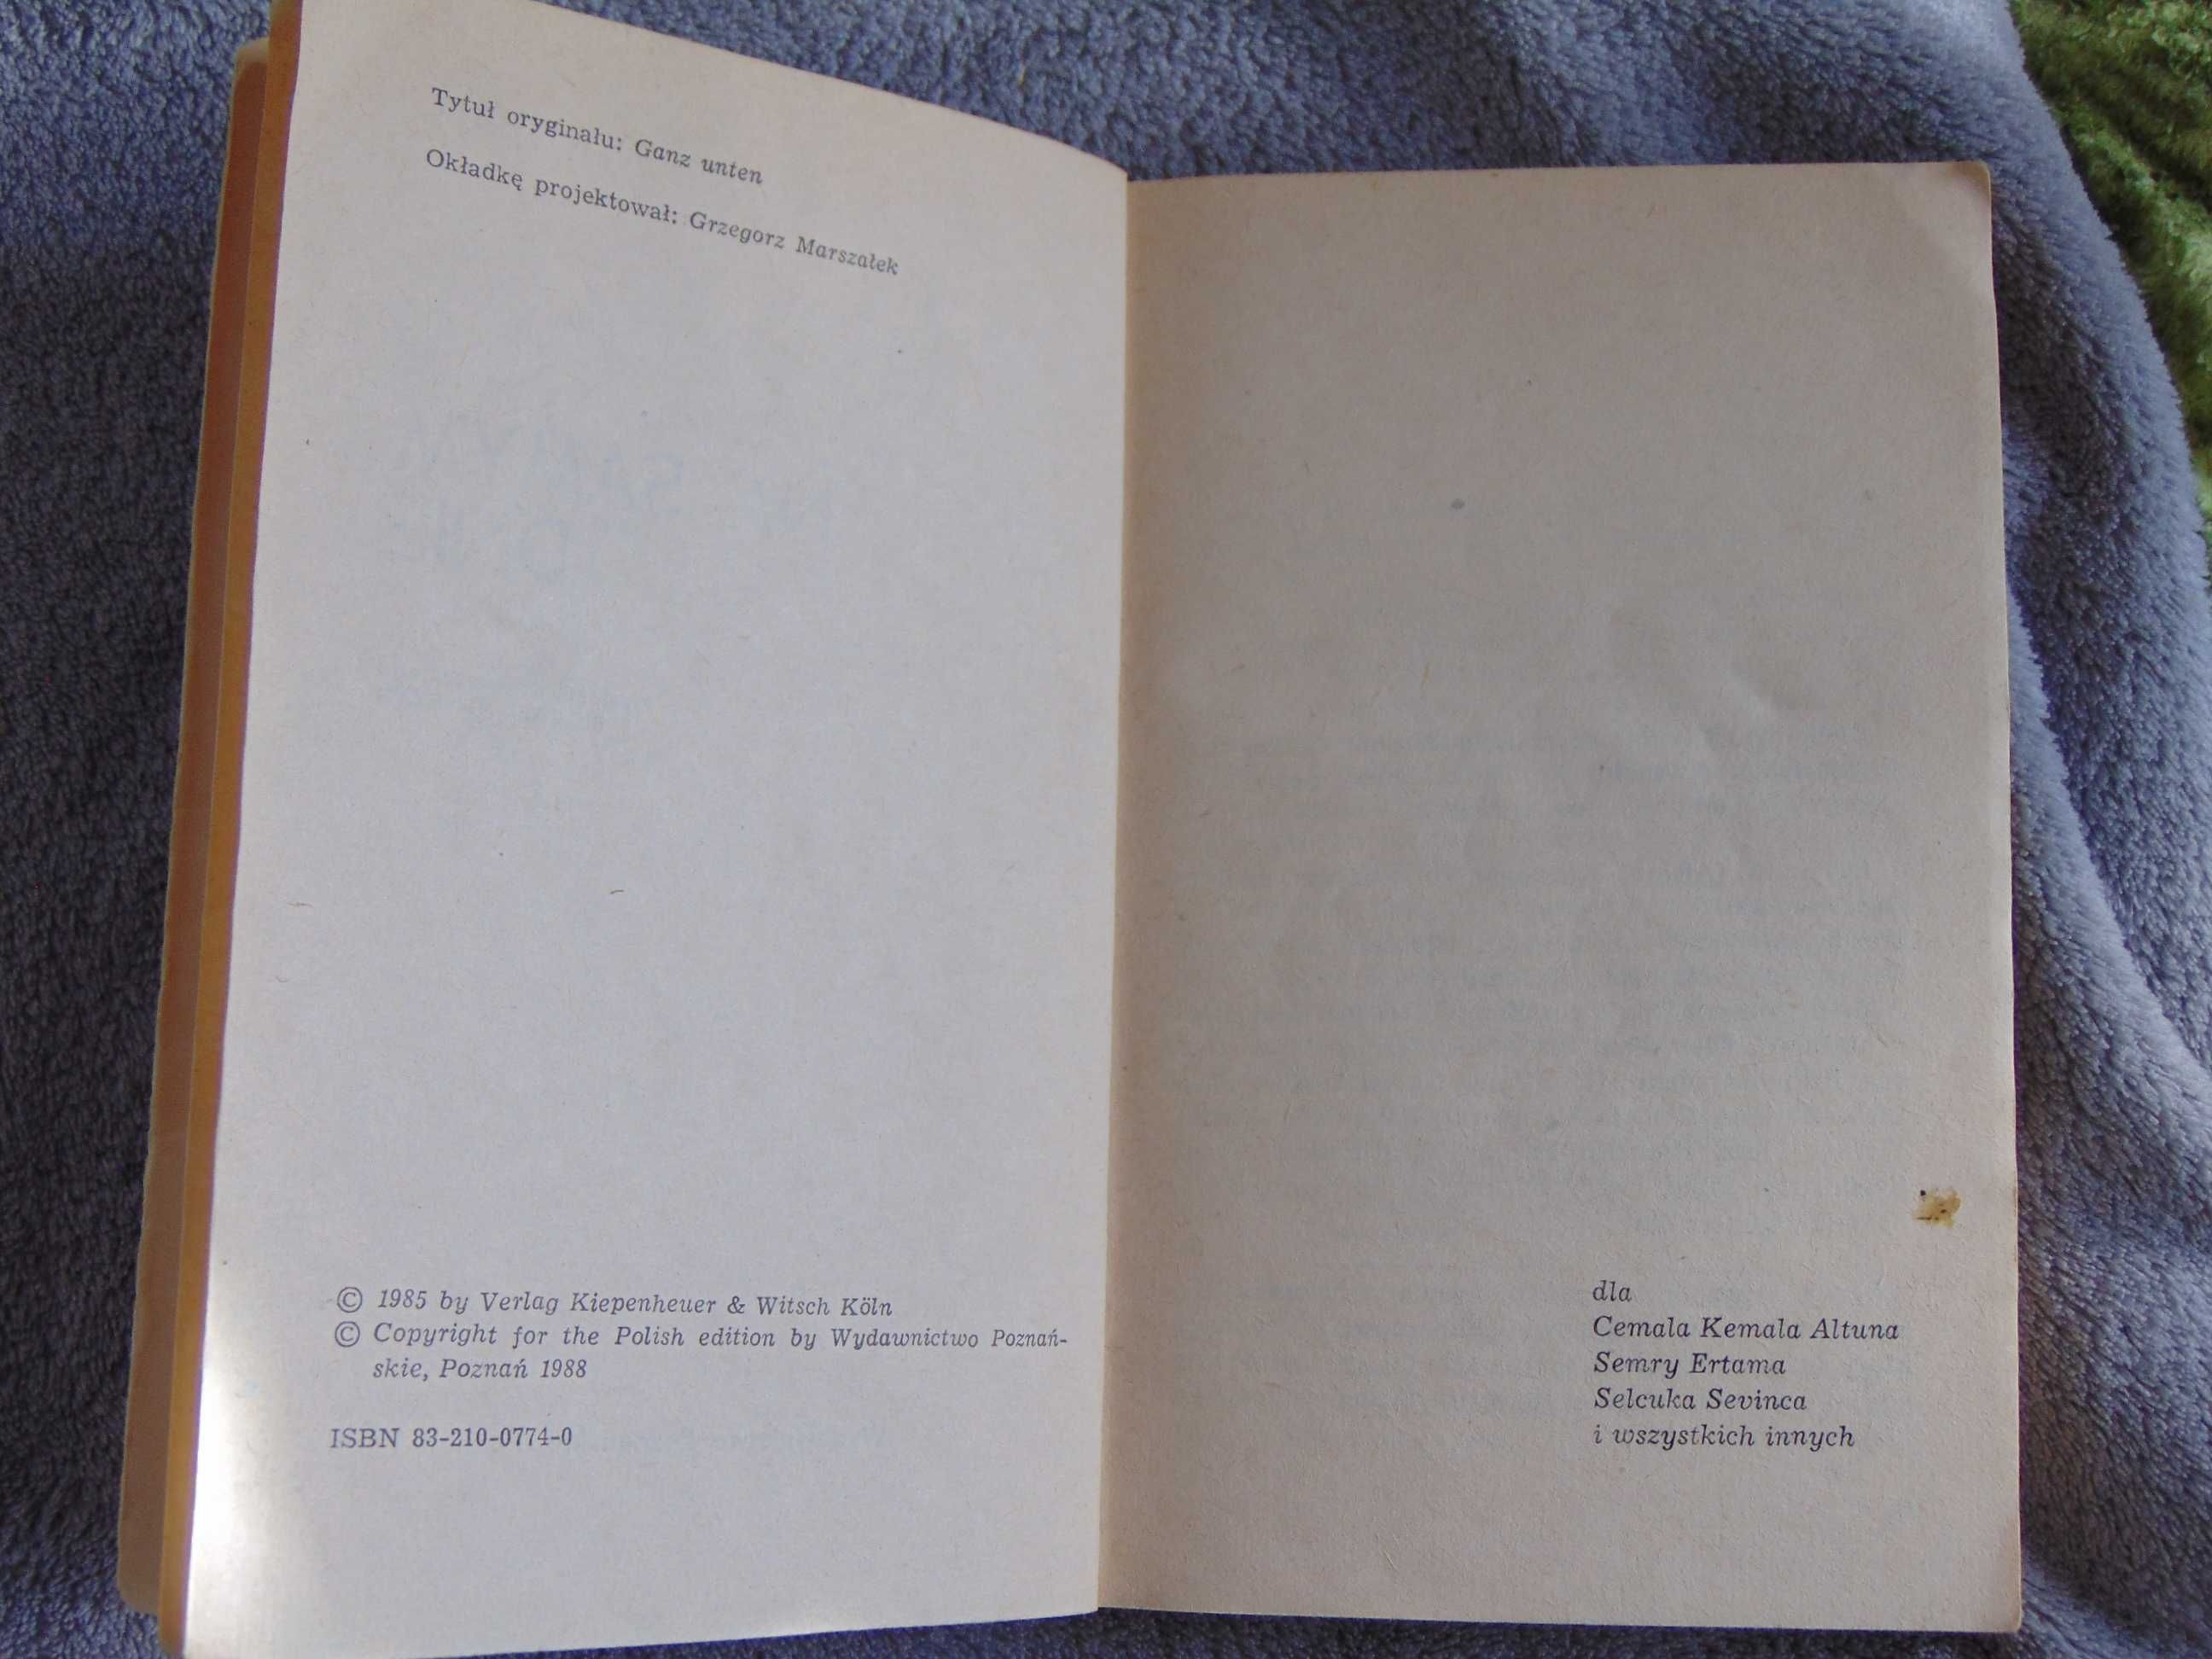 Tytuł oryginału: Ganz unten
Okładkę projektował: Grzegorz Marszałek
© 1985 by Verlag Kiepenheuer & Witsch Köln
© Copyright for the Polish edition by Wydawnictwo Poznań-
skie, Poznań 1988
ISBN 83-210-0774-0
dla
Cemala Kemala Altuna
Semry Ertama
Selcuka Sevinca
i wszystkich innych